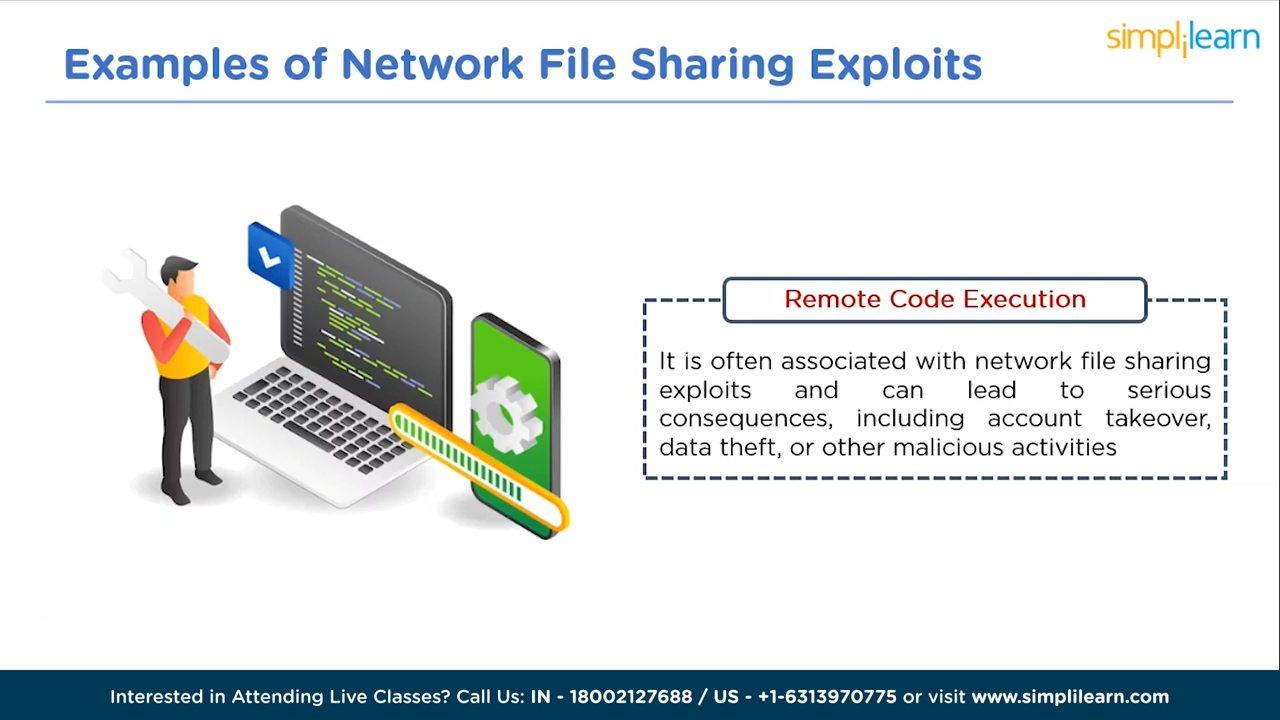 simplilearn
Examples of Network File Sharing Exploits
Remote Code Execution
It is often associated with network file sharing
exploits and can lead to serious
consequences, including account takeover,
data theft, or other malicious activities
Interested in Attending Live Classes? Call Us: IN - 18002127688 / US - +1-6313970775 or visit www.simplilearn.com